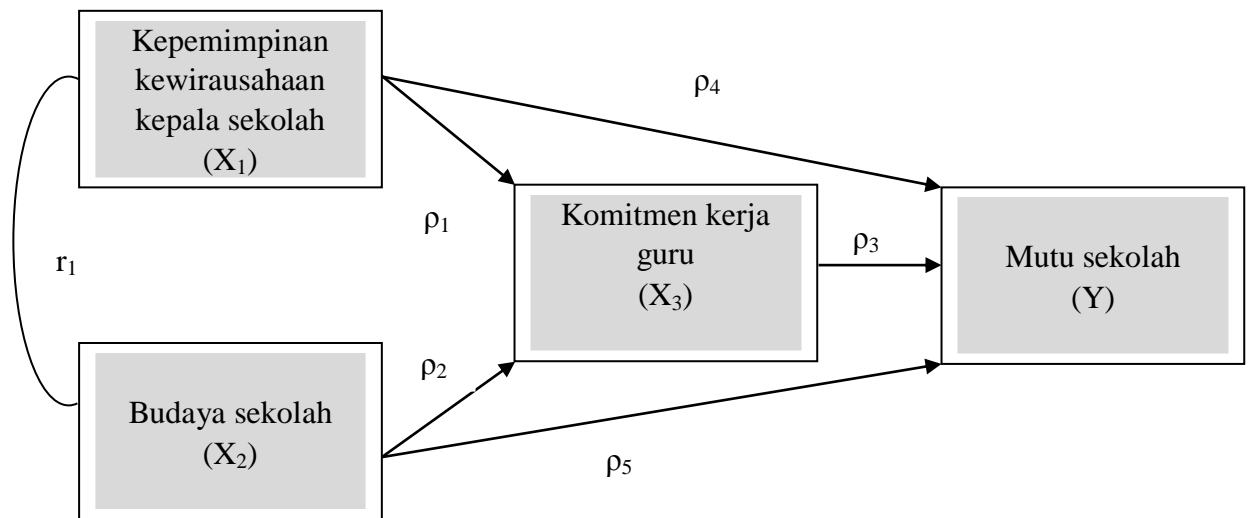 Kepemimpinan
kewirausahaan
kepala sekolah
(X₁)
ρ₄
ρ₁
Komitmen kerja
guru
(X₃)
ρ₃
Mutu sekolah
(Y)
r₁
ρ₂
Budaya sekolah
(X₂)
ρ₅